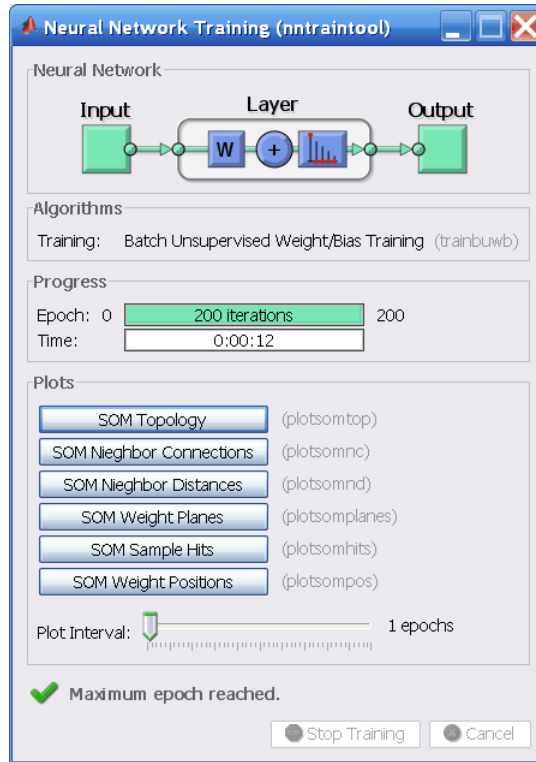 Neural Network Training (nntraintool)
Neural Network
Input Layer Output
W +
Algorithms
Training: Batch Unsupervised Weight/Bias Training (trainbuwb)
Progress
Epoch: 0 200 iterations 200
Time: 0:00:12
Plots
SOM Topology (plotsomtop)
SOM Nieghbor Connections (plotsomnc)
SOM Nieghbor Distances (plotsomnd)
SOM Weight Planes (plotsomplanes)
SOM Sample Hits (plotsomhits)
SOM Weight Positions (plotsompos)
Plot Interval: 1 epochs
Maximum epoch reached.
Stop Training Cancel